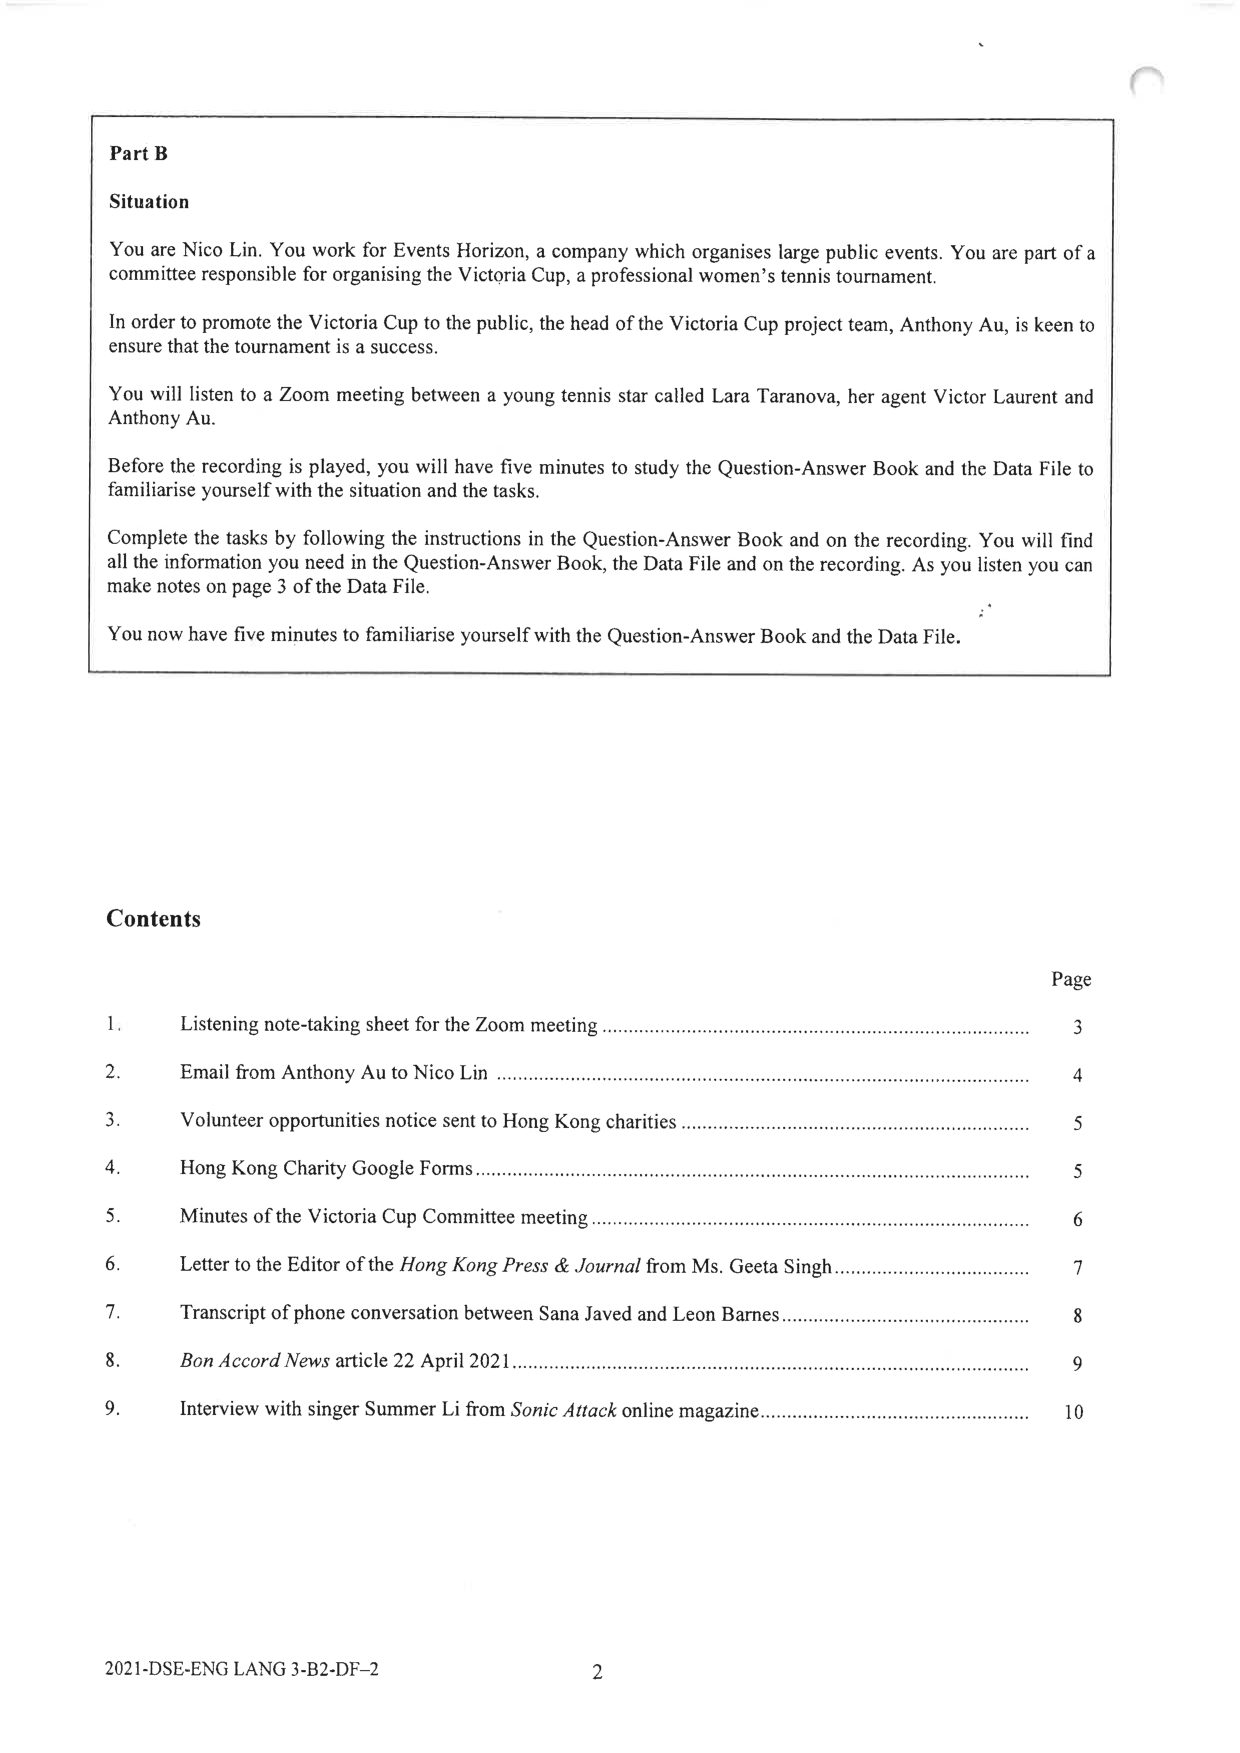 Part B
Situation
You are Nico Lin. You work for Events Horizon, a company which organises large public events. You are part of a
committee responsible for organising the Victoria Cup, a professional women's tennis tournament.
In order to promote the Victoria Cup to the public, the head of the Victoria Cup project team, Anthony Au, is keen to
ensure that the tournament is a success.
You will listen to a Zoom meeting between a young tennis star called Lara Taranova, her agent Victor Laurent and
Anthony Au.
Before the recording is played, you will have five minutes to study the Question-Answer Book and the Data File to
familiarise yourself with the situation and the tasks.
Complete the tasks by following the instructions in the Question-Answer Book and on the recording. You will find
all the information you need in the Question-Answer Book, the Data File and on the recording. As you listen you can
make notes on page 3 of the Data File.
You now have five minutes to familiarise yourself with the Question-Answer Book and the Data File.
Contents
Page
1. Listening note-taking sheet for the Zoom meeting 3
2. Email from Anthony Au to Nico Lin 4
3. Volunteer opportunities notice sent to Hong Kong charities 5
4. Hong Kong Charity Google Forms 5
5. Minutes of the Victoria Cup Committee meeting 6
6. Letter to the Editor of the Hong Kong Press & Journal from Ms. Geeta Singh 7
7. Transcript of phone conversation between Sana Javed and Leon Barnes 8
8. Bon Accord News article 22 April 2021 9
9. Interview with singer Summer Li from Sonic Attack online magazine 10
2021-DSE-ENG LANG 3-B2-DF–2 2